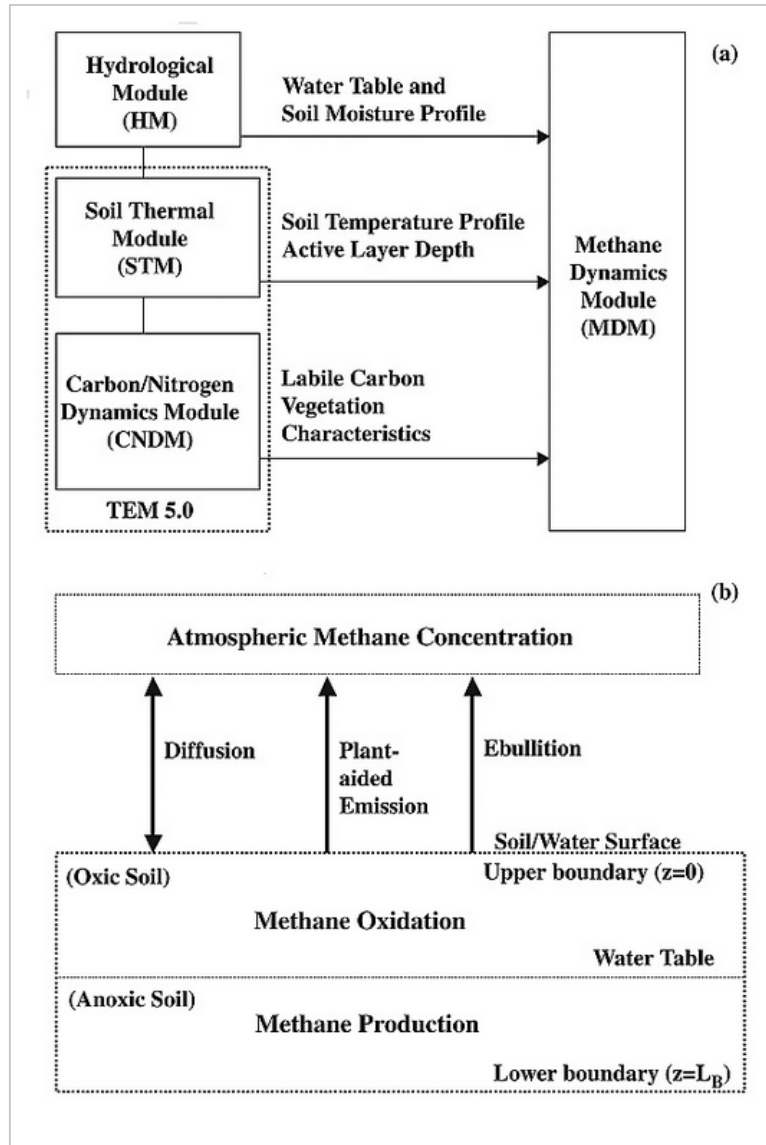 (a)
Hydrological
Module
(HM)
Water Table and
Soil Moisture Profile
Soil Thermal
Module
(STM)
Soil Temperature Profile
Active Layer Depth
Methane
Dynamics
Module
(MDM)
Carbon/Nitrogen
Dynamics Module
(CNDM)
Labile Carbon
Vegetation
Characteristics
TEM 5.0
(b)
Atmospheric Methane Concentration
Diffusion
Plant-
aided
Emission
Ebullition
Soil/Water Surface
(Oxic Soil)
Upper boundary (z=0)
Methane Oxidation
Water Table
(Anoxic Soil)
Methane Production
Lower boundary (z=L_B)